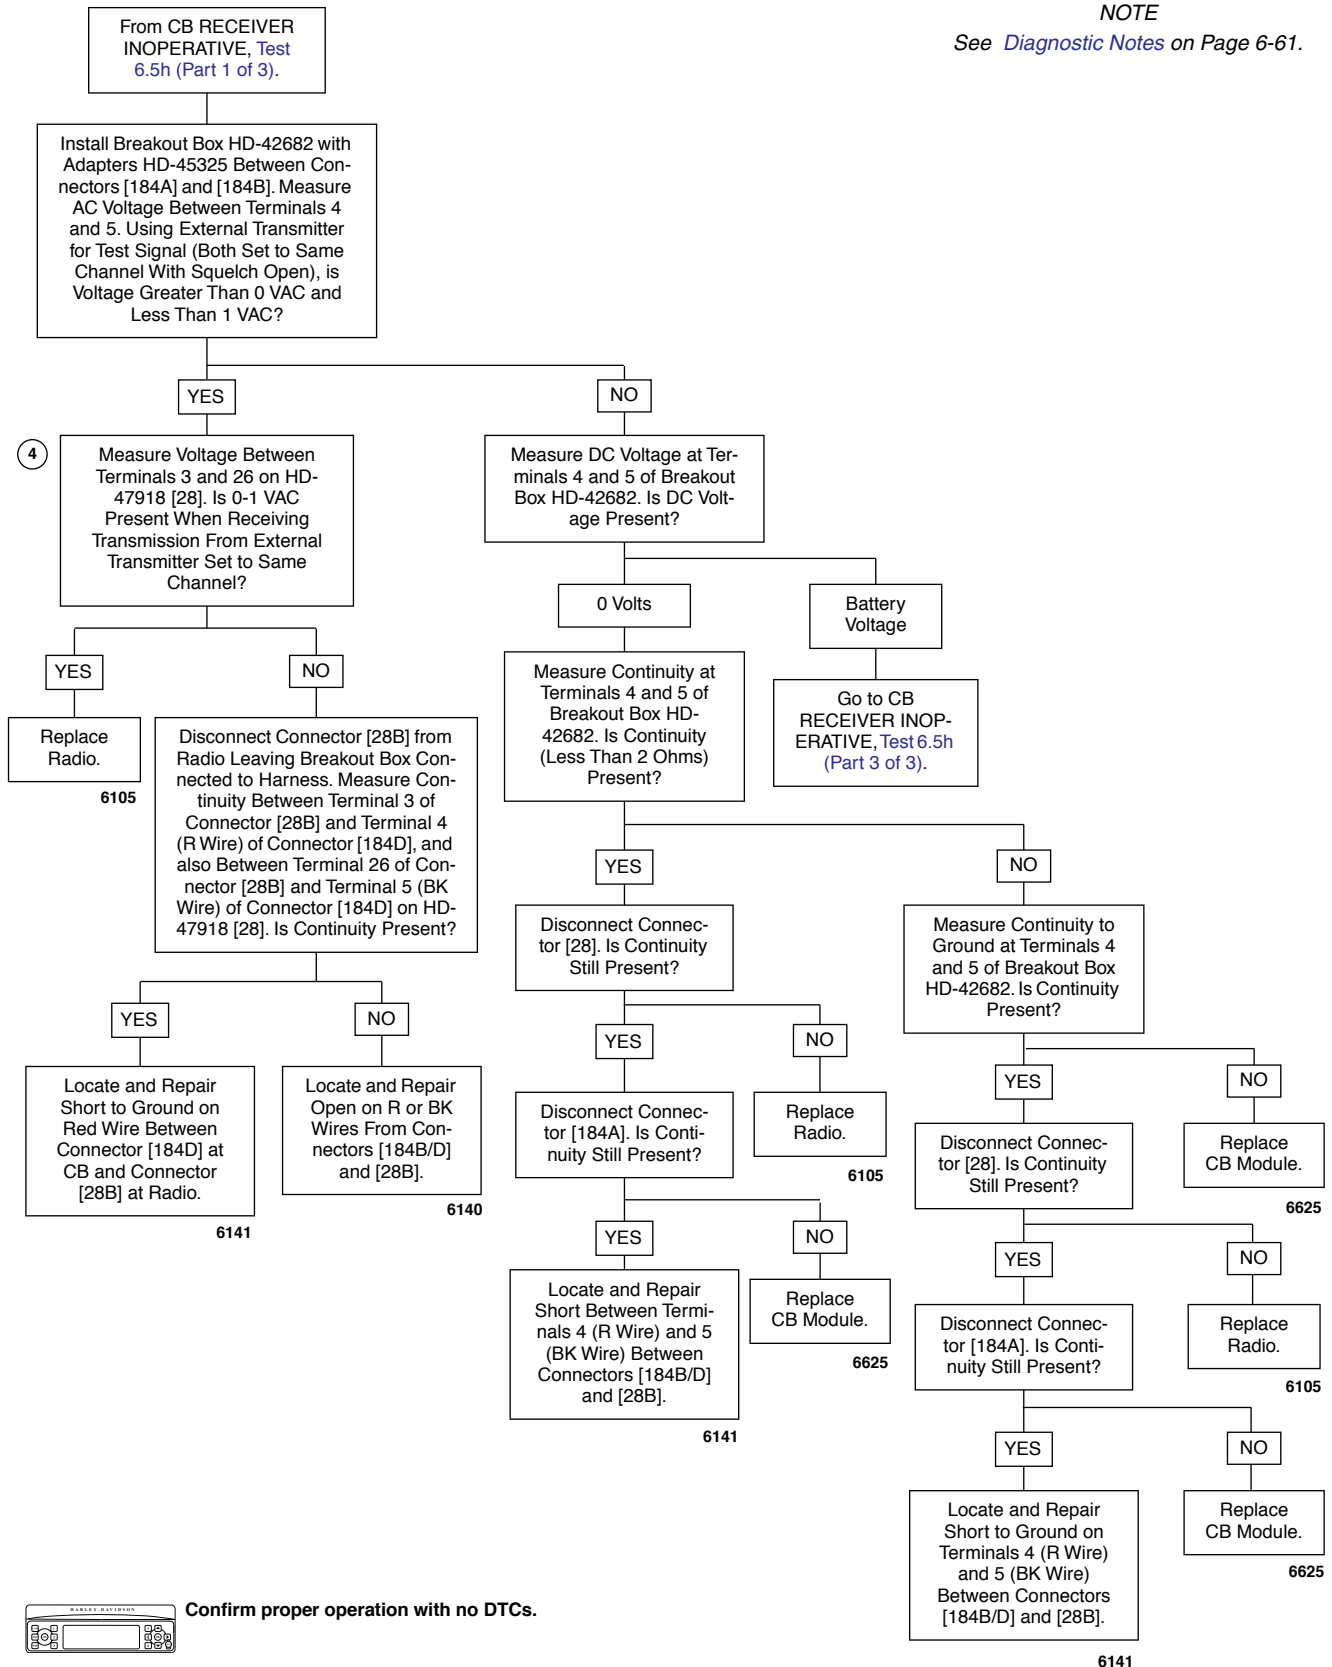 NOTE
See Diagnostic Notes on Page 6-61.
From CB RECEIVER
INOPERATIVE, Test
6.5h (Part 1 of 3).
Install Breakout Box HD-42682 with
Adapters HD-45325 Between Con-
nectors [184A] and [184B]. Measure
AC Voltage Between Terminals 4
and 5. Using External Transmitter
for Test Signal (Both Set to Same
Channel With Squelch Open), is
Voltage Greater Than 0 VAC and
Less Than 1 VAC?
YES
NO
4
Measure Voltage Between
Terminals 3 and 26 on HD-
47918 [28]. Is 0-1 VAC
Present When Receiving
Transmission From External
Transmitter Set to Same
Channel?
Measure DC Voltage at Ter-
minals 4 and 5 of Breakout
Box HD-42682. Is DC Volt-
age Present?
0 Volts
Battery
Voltage
YES
NO
Measure Continuity at
Terminals 4 and 5 of
Breakout Box HD-
42682. Is Continuity
(Less Than 2 Ohms)
Present?
Go to CB
RECEIVER INOP-
ERATIVE, Test 6.5h
(Part 3 of 3).
Replace
Radio.
6105
Disconnect Connector [28B] from
Radio Leaving Breakout Box Con-
nected to Harness. Measure Con-
tinuity Between Terminal 3 of
Connector [28B] and Terminal 4
(R Wire) of Connector [184D], and
also Between Terminal 26 of Con-
nector [28B] and Terminal 5 (BK
Wire) of Connector [184D] on HD-
47918 [28]. Is Continuity Present?
YES
NO
Disconnect Connec-
tor [28]. Is Continuity
Still Present?
Measure Continuity to
Ground at Terminals 4
and 5 of Breakout Box
HD-42682. Is Continuity
Present?
YES
NO
YES
NO
YES
NO
Locate and Repair
Short to Ground on
Red Wire Between
Connector [184D] at
CB and Connector
[28B] at Radio.
6141
Locate and Repair
Open on R or BK
Wires From Con-
nectors [184B/D]
and [28B].
6140
Disconnect Connec-
tor [184A]. Is Conti-
nuity Still Present?
Replace
Radio.
6105
Disconnect Connec-
tor [28]. Is Continuity
Still Present?
Replace
CB Module.
6625
YES
NO
YES
NO
Locate and Repair
Short Between Termi-
nals 4 (R Wire) and 5
(BK Wire) Between
Connectors [184B/D]
and [28B].
6141
Replace
CB Module.
6625
Disconnect Connec-
tor [184A]. Is Conti-
nuity Still Present?
Replace
Radio.
6105
YES
NO
Locate and Repair
Short to Ground on
Terminals 4 (R Wire)
and 5 (BK Wire)
Between Connectors
[184B/D] and [28B].
6141
Replace
CB Module.
6625
HARLEY-DAVIDSON
Confirm proper operation with no DTCs.